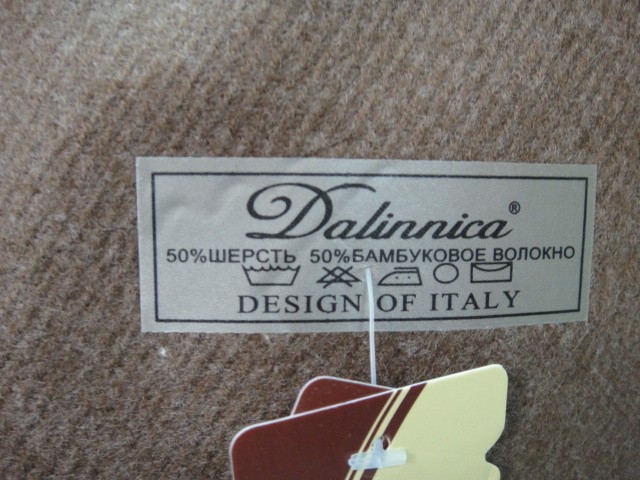 Dalinnica®
50%ШЕРСТЬ 50%БАМБУКОВОЕ ВОЛОКНО
DESIGN OF ITALY